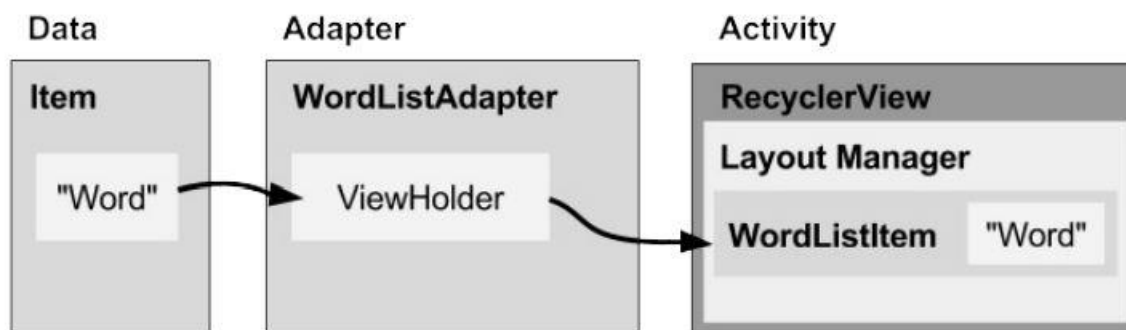 Data
Adapter
Activity
Item
WordListAdapter
RecyclerView
Layout Manager
"Word"
ViewHolder
WordListItem
"Word"